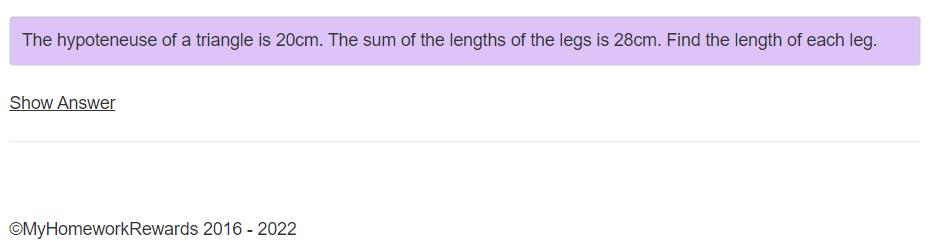 The hypoteneuse of a triangle is 20cm. The sum of the lengths of the legs is 28cm. Find the length of each leg.
Show Answer
©MyHomeworkRewards 2016 - 2022